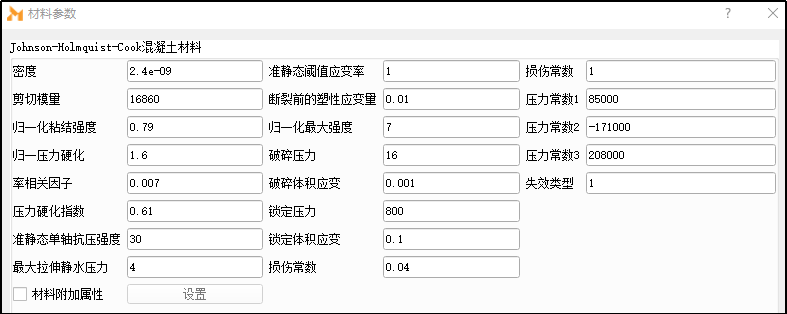 材料参数
?
Johnson-Holmquist-Cook混凝土材料
密度 2.4e-09 准静态阈值应变率 1 损伤常数 1
剪切模量 16860 断裂前的塑性应变量 0.01 压力常数1 85000
归一化粘结强度 0.79 归一化最大强度 7 压力常数2 -171000
归一压力硬化 1.6 破碎压力 16 压力常数3 208000
率相关因子 0.007 破碎体积应变 0.001 失效类型 1
压力硬化指数 0.61 锁定压力 800
准静态单轴抗压强度 30 锁定体积应变 0.1
最大拉伸静水压力 4 损伤常数 0.04
材料附加属性 设置